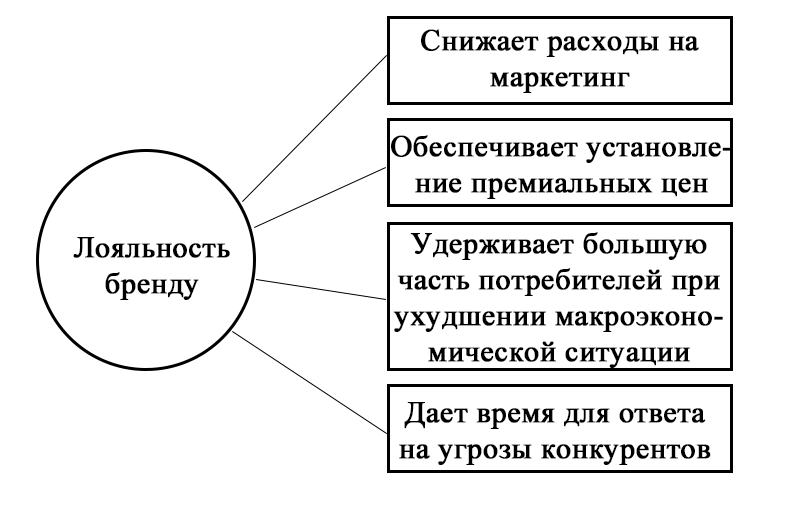 Лояльность
бренду
Снижает расходы на
маркетинг
Обеспечивает установле-
ние премиальных цен
Удерживает большую
часть потребителей при
ухудшении макроэконо-
мической ситуации
Дает время для ответа
на угрозы конкурентов